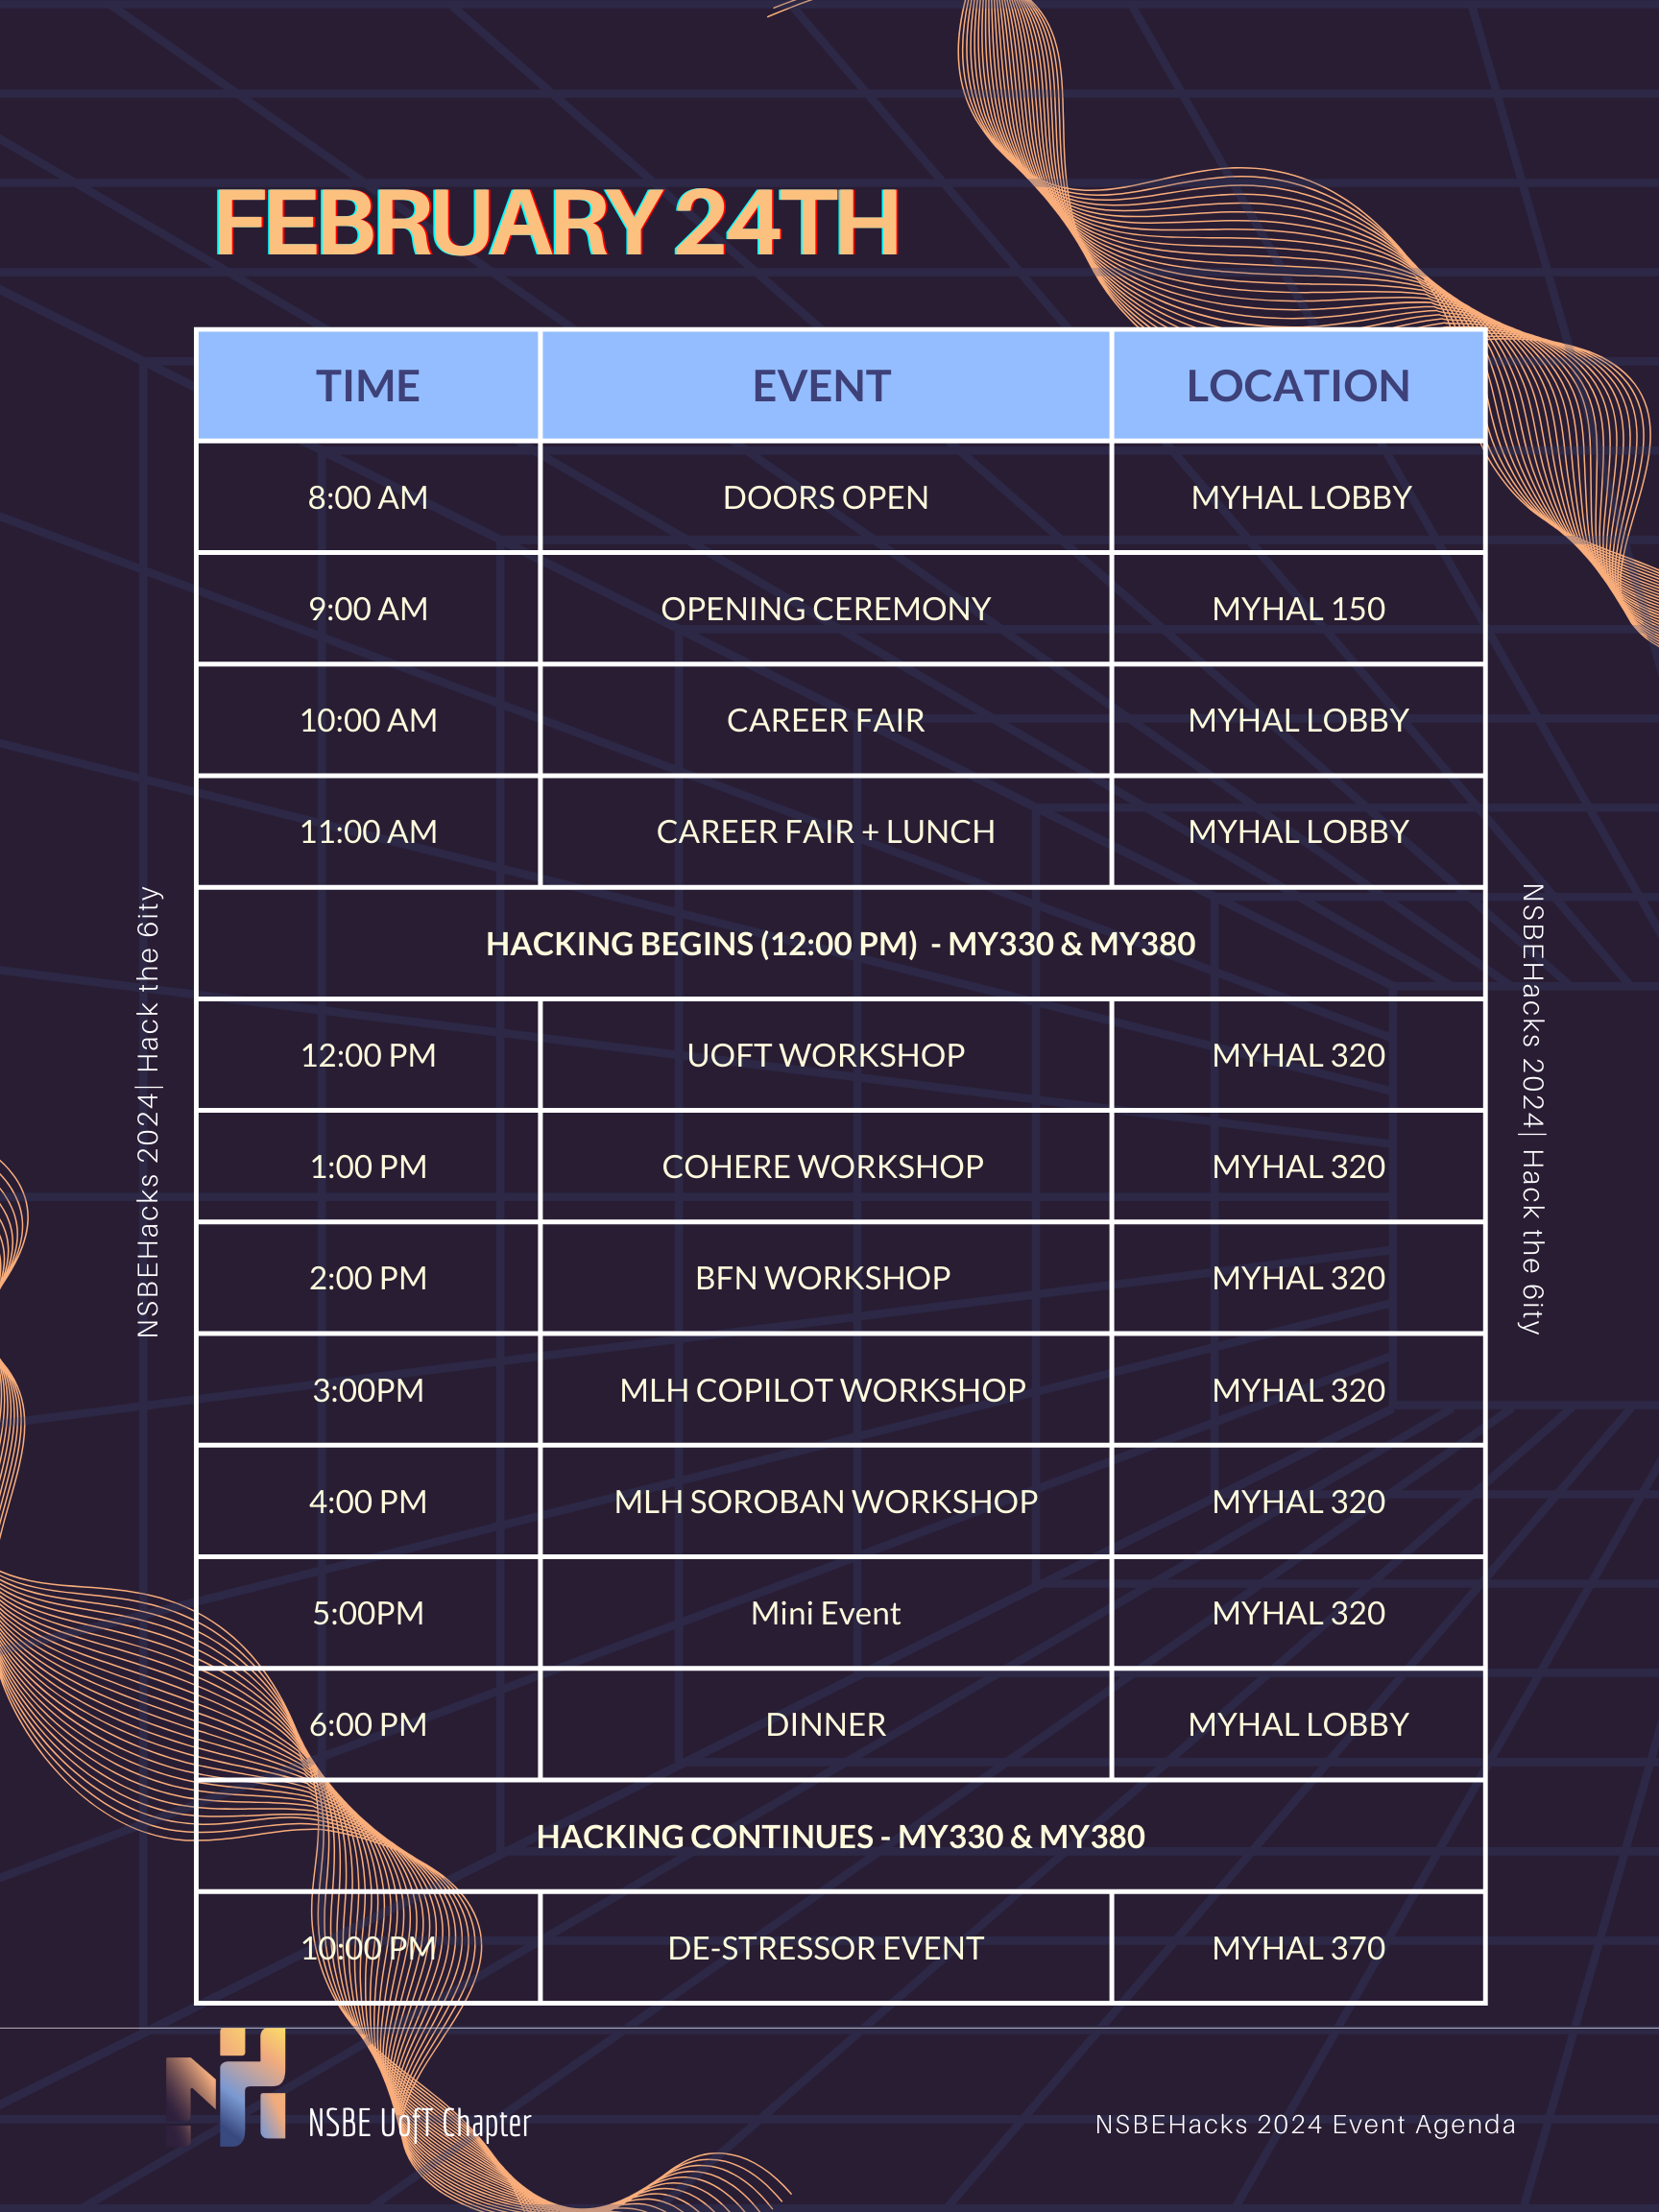 FEBRUARY 24TH
TIME EVENT LOCATION
8:00 AM DOORS OPEN MYHAL LOBBY
9:00 AM OPENING CEREMONY MYHAL 150
10:00 AM CAREER FAIR MYHAL LOBBY
11:00 AM CAREER FAIR + LUNCH MYHAL LOBBY
HACKING BEGINS (12:00 PM) - MY330 & MY380
12:00 PM UOFT WORKSHOP MYHAL 320
1:00 PM COHERE WORKSHOP MYHAL 320
2:00 PM BFN WORKSHOP MYHAL 320
3:00PM MLH COPILOT WORKSHOP MYHAL 320
4:00 PM MLH SOROBAN WORKSHOP MYHAL 320
5:00PM Mini Event MYHAL 320
6:00 PM DINNER MYHAL LOBBY
HACKING CONTINUES - MY330 & MY380
10:00 PM DE-STRESSOR EVENT MYHAL 370
NSBEHacks 2024| Hack the 6ity
NSBEHacks 2024| Hack the 6ity
NSBE UofT Chapter
NSBEHacks 2024 Event Agenda